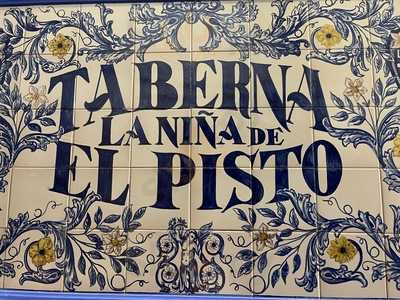 TABERNA
LA NIÑA DE
EL PISTO